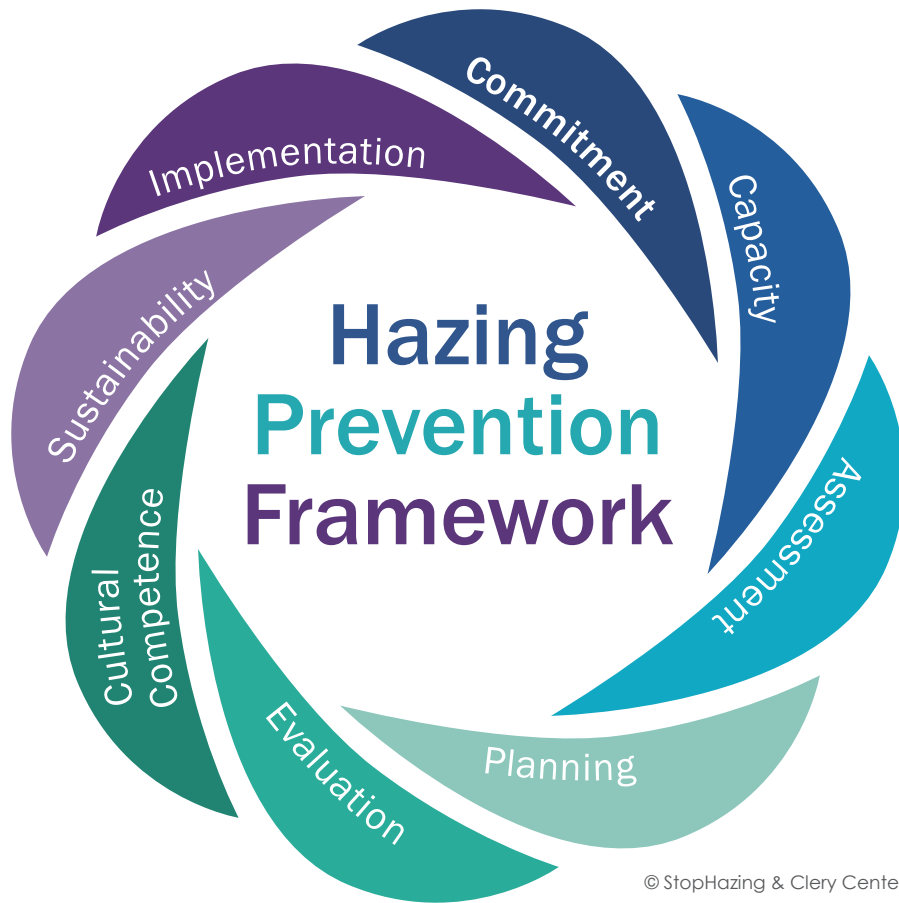 Hazing
Prevention
Framework
Commitment
Capacity
Assessment
Planning
Evaluation
Cultural
Competence
Sustainability
Implementation
© StopHazing & Clery Cente